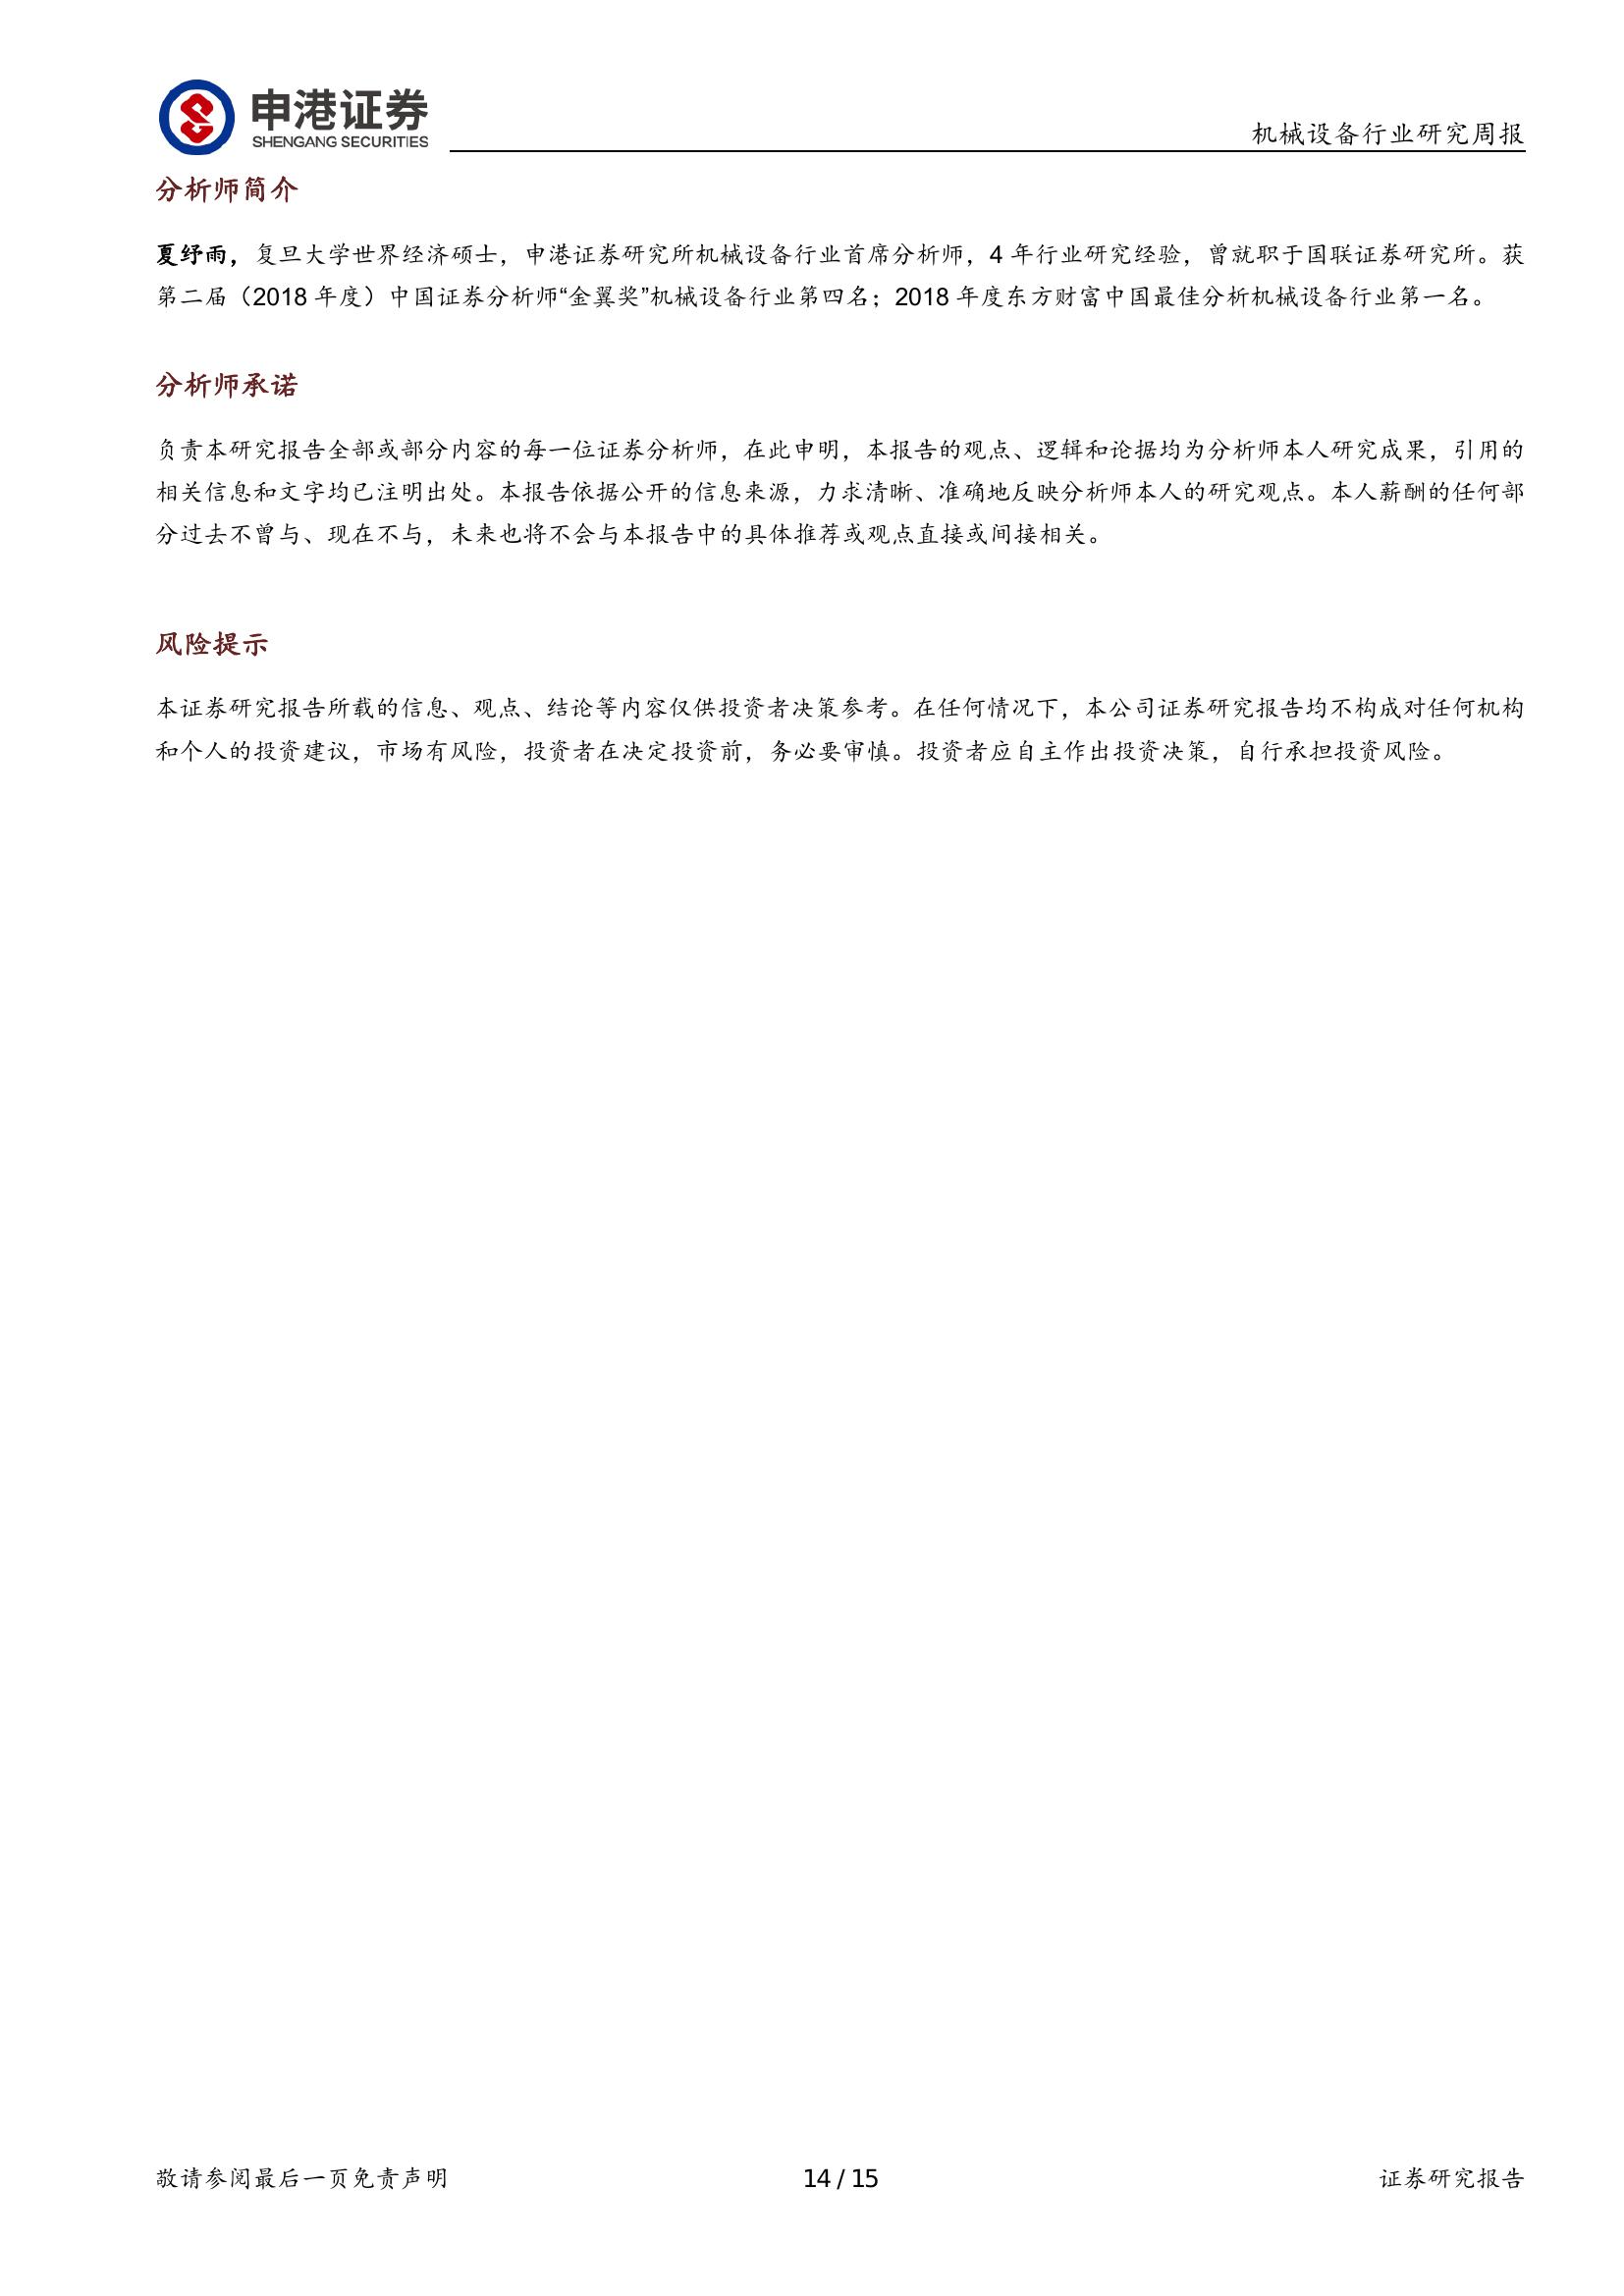 申港证券
SHENGANG SECURITIES
机械设备行业研究周报
分析师简介
夏纾雨，复旦大学世界经济硕士，申港证券研究所机械设备行业首席分析师，4 年行业研究经验，曾就职于国联证券研究所。获
第二届（2018 年度）中国证券分析师“金翼奖”机械设备行业第四名；2018 年度东方财富中国最佳分析机械设备行业第一名。
分析师承诺
负责本研究报告全部或部分内容的每一位证券分析师，在此申明，本报告的观点、逻辑和论据均为分析师本人研究成果，引用的
相关信息和文字均已注明出处。本报告依据公开的信息来源，力求清晰、准确地反映分析师本人的研究观点。本人薪酬的任何部
分过去不曾与、现在不与，未来也将不会与本报告中的具体推荐或观点直接或间接相关。
风险提示
本证券研究报告所载的信息、观点、结论等内容仅供投资者决策参考。在任何情况下，本公司证券研究报告均不构成对任何机构
和个人的投资建议，市场有风险，投资者在决定投资前，务必要审慎。投资者应自主作出投资决策，自行承担投资风险。
敬请参阅最后一页免责声明
14 / 15
证券研究报告